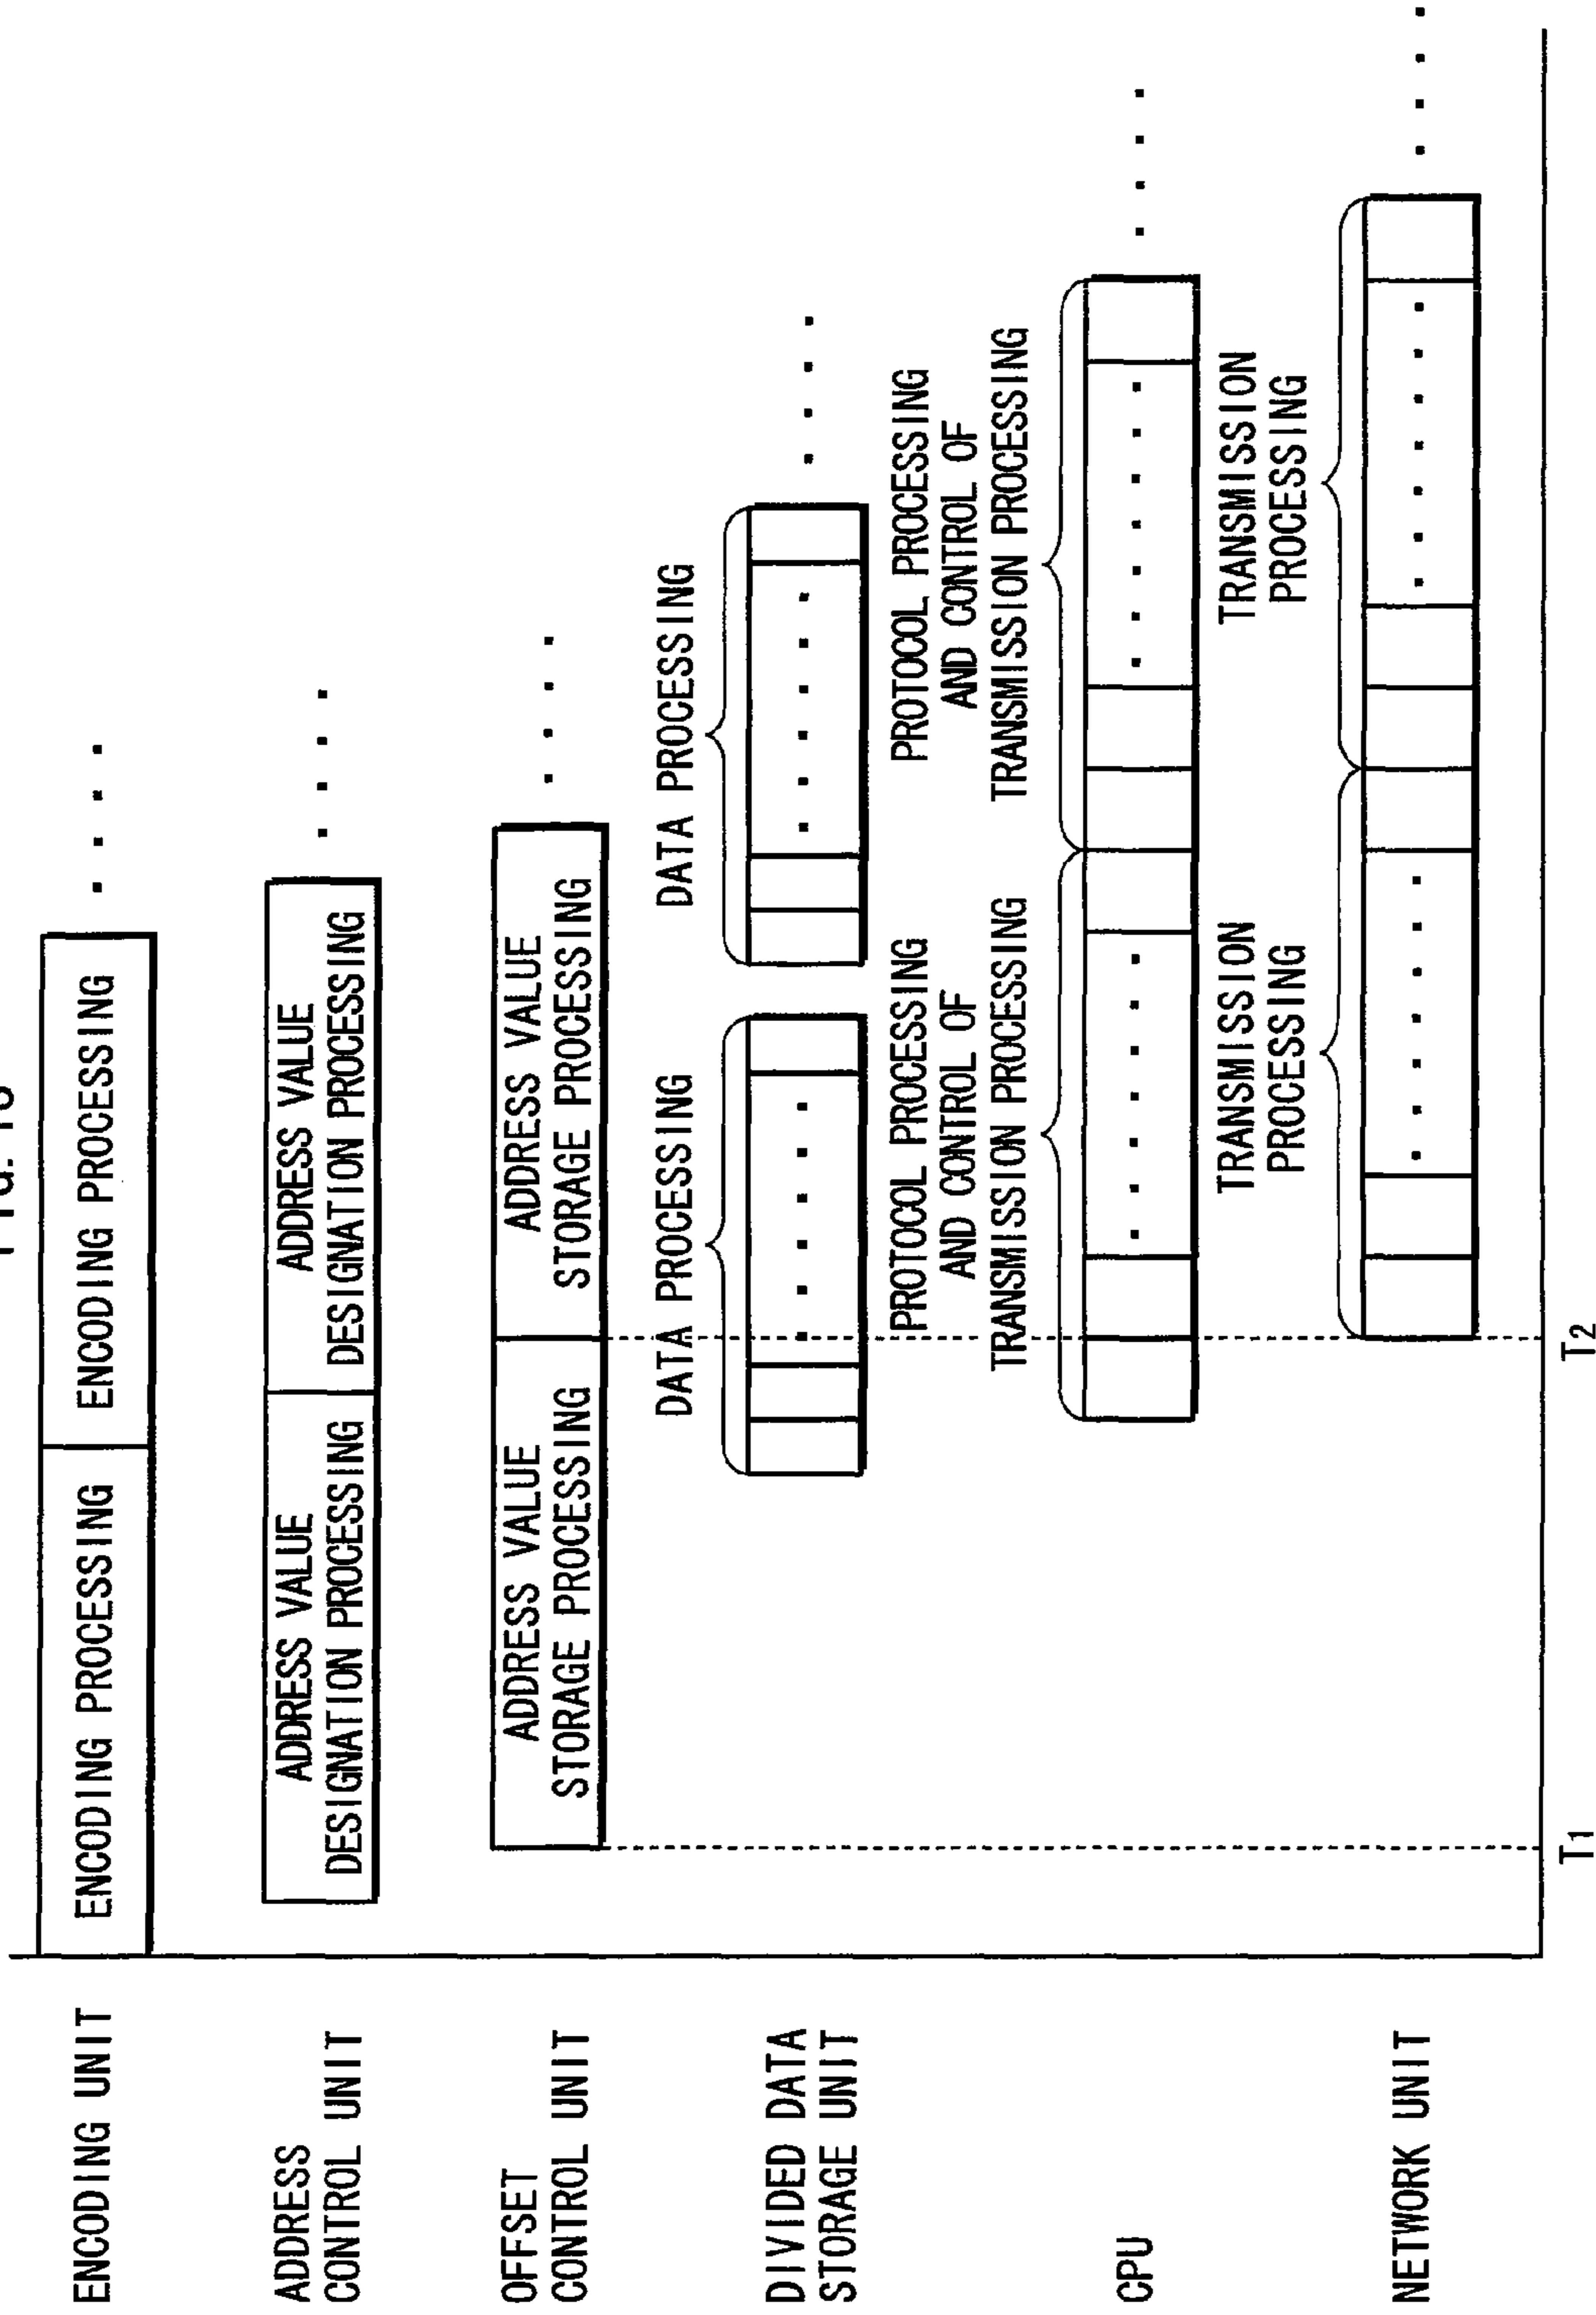 ENCODING UNIT
ENCODING PROCESSING
ENCODING PROCESSING
ADDRESS
CONTROL UNIT
ADDRESS VALUE
DESIGNATION PROCESSING
ADDRESS VALUE
DESIGNATION PROCESSING
OFFSET
CONTROL UNIT
ADDRESS VALUE
STORAGE PROCESSING
ADDRESS VALUE
STORAGE PROCESSING
DIVIDED DATA
STORAGE UNIT
DATA PROCESSING
DATA PROCESSING
CPU
PROTOCOL PROCESSING
AND CONTROL OF
TRANSMISSION PROCESSING
PROTOCOL PROCESSING
AND CONTROL OF
TRANSMISSION PROCESSING
NETWORK UNIT
TRANSMISSION
PROCESSING
TRANSMISSION
PROCESSING
T1
T2